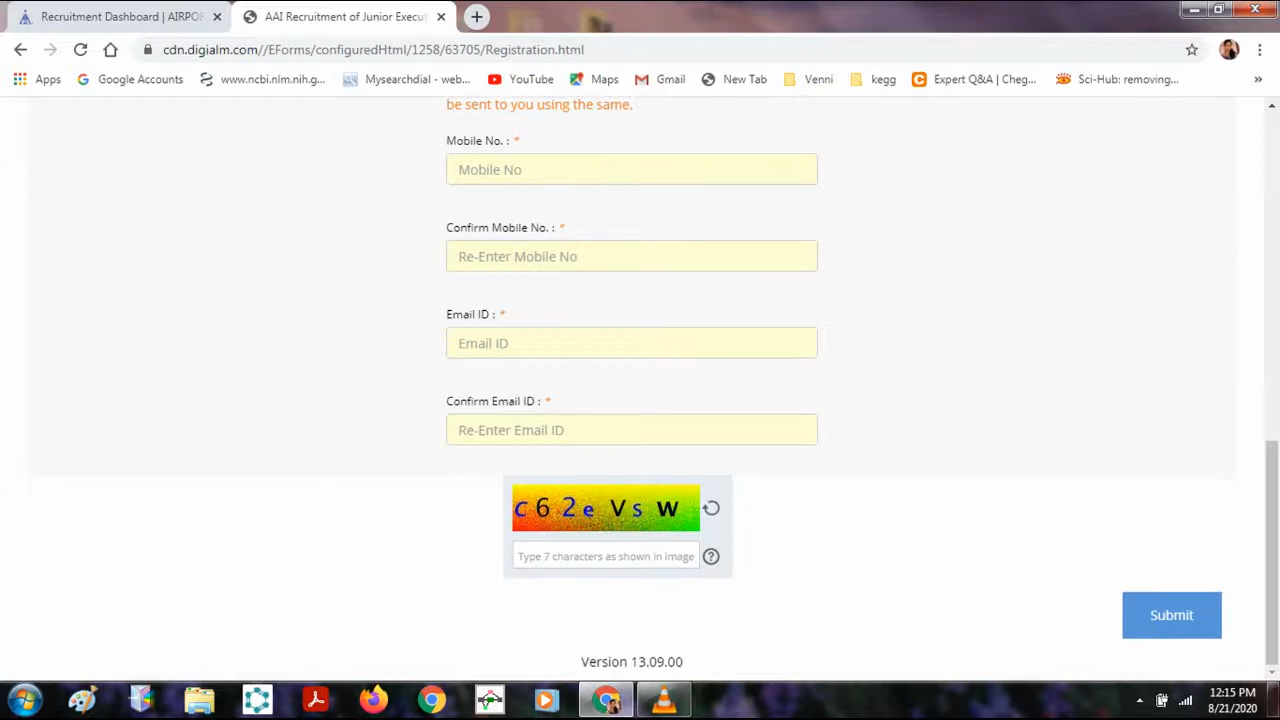 Recruitment Dashboard | AIRPOR
AAI Recruitment of Junior Execut
cdn.digialm.com//EForms/configuredHtml/1258/63705/Registration.html
Apps Google Accounts www.ncbi.nlm.nih.g... Mysearchdial - web... YouTube Maps Gmail New Tab Venni kegg Expert Q&A | Cheg... Sci-Hub: removing... »
be sent to you using the same.
Mobile No. : *
Mobile No
Confirm Mobile No. : *
Re-Enter Mobile No
Email ID : *
Email ID
Confirm Email ID : *
Re-Enter Email ID
C 6 2 e V s W
Type 7 characters as shown in image ?
Submit
Version 13.09.00
12:15 PM
8/21/2020